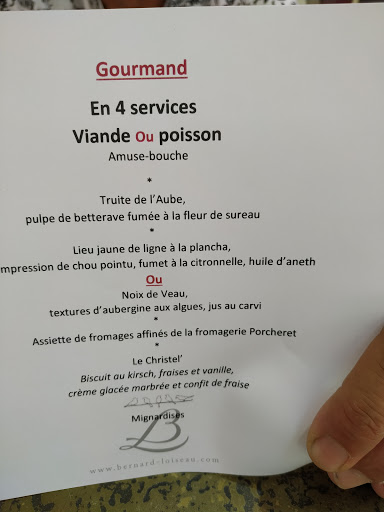 Gourmand
En 4 services
Viande Ou poisson
Amuse-bouche
*
Truite de l'Aube,
pulpe de betterave fumée à la fleur de sureau
*
Lieu jaune de ligne à la plancha,
mpression de chou pointu, fumet à la citronnelle, huile d'aneth
Ou
Noix de Veau,
textures d'aubergine aux algues, jus au carvi
*
Assiette de fromages affinés de la fromagerie Porcheret
*
Le Christel'
Biscuit au kirsch, fraises et vanille,
crème glacée marbrée et confit de fraise
Mignardises
B
www.bernard-loiseau.com